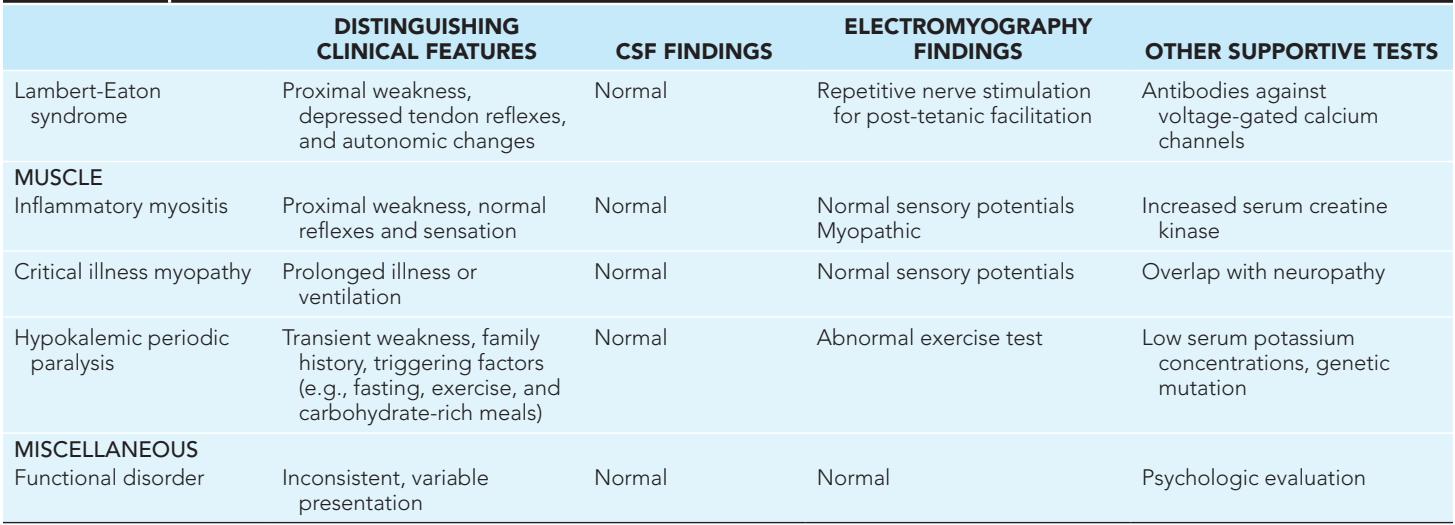 DISTINGUISHING
CLINICAL FEATURES
CSF FINDINGS
ELECTROMYOGRAPHY
FINDINGS
OTHER SUPPORTIVE TESTS
Lambert-Eaton
syndrome
Proximal weakness,
depressed tendon reflexes,
and autonomic changes
Normal
Repetitive nerve stimulation
for post-tetanic facilitation
Antibodies against
voltage-gated calcium
channels
MUSCLE
Inflammatory myositis
Proximal weakness, normal
reflexes and sensation
Normal
Normal sensory potentials
Myopathic
Increased serum creatine
kinase
Critical illness myopathy
Prolonged illness or
ventilation
Normal
Normal sensory potentials
Overlap with neuropathy
Hypokalemic periodic
paralysis
Transient weakness, family
history, triggering factors
(e.g., fasting, exercise, and
carbohydrate-rich meals)
Normal
Abnormal exercise test
Low serum potassium
concentrations, genetic
mutation
MISCELLANEOUS
Functional disorder
Inconsistent, variable
presentation
Normal
Normal
Psychologic evaluation